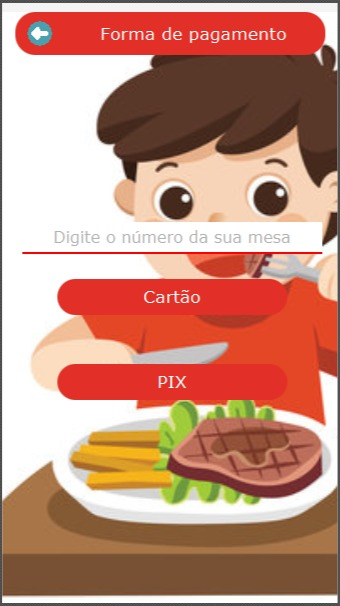 Forma de pagamento
Digite o número da sua mesa
Cartão
PIX